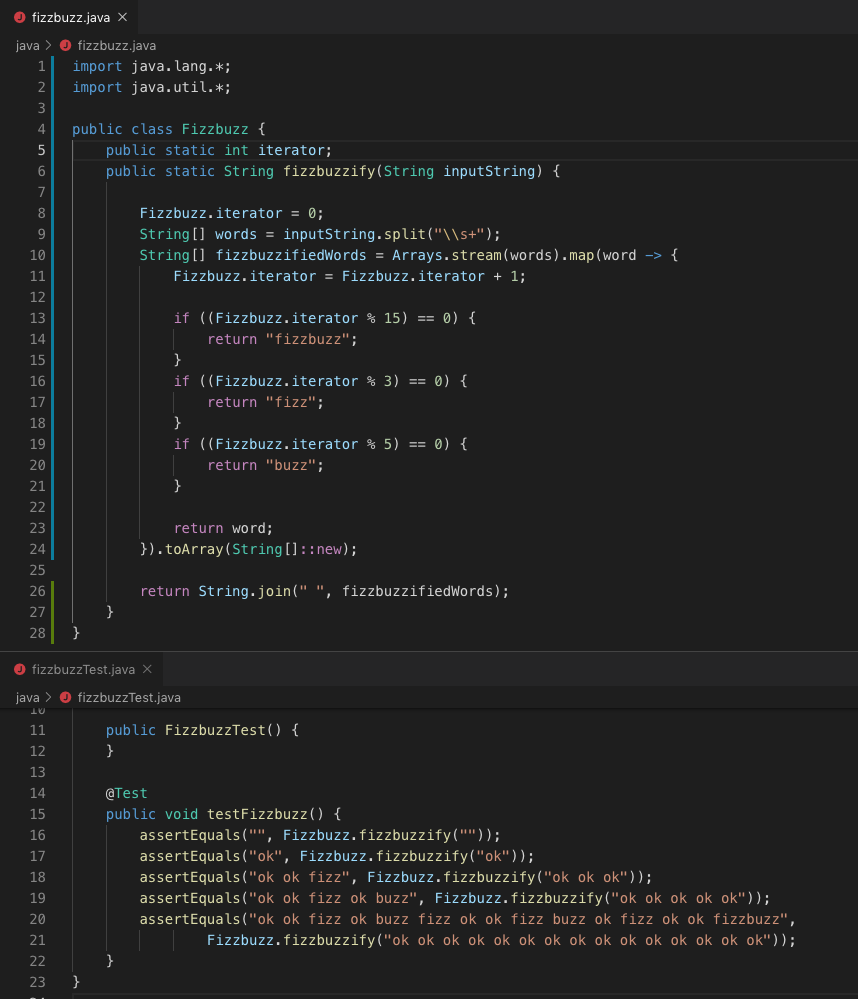 fizzbuzz.java
java > fizzbuzz.java
1 import java.lang.*;
2 import java.util.*;
3
4 public class Fizzbuzz {
5     public static int iterator;
6     public static String fizzbuzzify(String inputString) {
7
8         Fizzbuzz.iterator = 0;
9         String[] words = inputString.split("\\s+");
10         String[] fizzbuzzifiedWords = Arrays.stream(words).map(word -> {
11             Fizzbuzz.iterator = Fizzbuzz.iterator + 1;
12
13             if ((Fizzbuzz.iterator % 15) == 0) {
14                 return "fizzbuzz";
15             }
16             if ((Fizzbuzz.iterator % 3) == 0) {
17                 return "fizz";
18             }
19             if ((Fizzbuzz.iterator % 5) == 0) {
20                 return "buzz";
21             }
22
23             return word;
24         }).toArray(String[]::new);
25
26         return String.join(" ", fizzbuzzifiedWords);
27     }
28 }
fizzbuzzTest.java
java > fizzbuzzTest.java
10
11     public FizzbuzzTest() {
12     }
13
14     @Test
15     public void testFizzbuzz() {
16         assertEquals("", Fizzbuzz.fizzbuzzify(""));
17         assertEquals("ok", Fizzbuzz.fizzbuzzify("ok"));
18         assertEquals("ok ok fizz", Fizzbuzz.fizzbuzzify("ok ok ok"));
19         assertEquals("ok ok fizz ok buzz", Fizzbuzz.fizzbuzzify("ok ok ok ok ok"));
20         assertEquals("ok ok fizz ok buzz fizz ok ok fizz buzz ok fizz ok ok fizzbuzz",
21                 Fizzbuzz.fizzbuzzify("ok ok ok ok ok ok ok ok ok ok ok ok ok ok ok"));
22     }
23 }